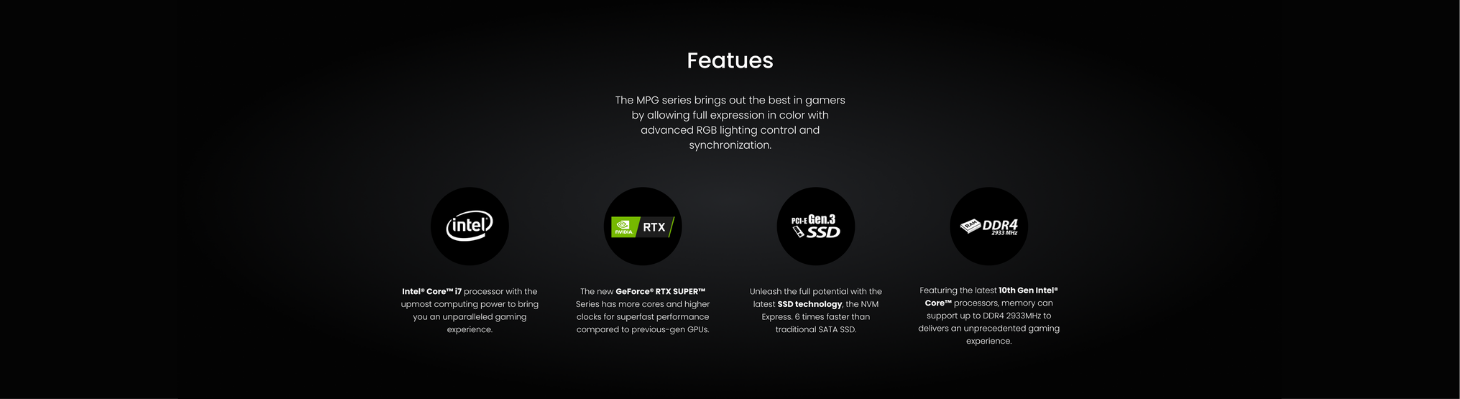 Featues
The MPG series brings out the best in gamers
by allowing full expression in color with
advanced RGB lighting control and
synchronization.
intel
NVIDIA RTX
PCI-E Gen.3
SSD
DDR4
2933 MHz
Intel® Core™ i7 processor with the
upmost computing power to bring
you an unparalleled gaming
experience.
The new GeForce® RTX SUPER™
Series has more cores and higher
clocks for superfast performance
compared to previous-gen GPUs.
Unleash the full potential with the
latest SSD technology, the NVM
Express. 6 times faster than
traditional SATA SSD.
Featuring the latest 10th Gen Intel®
Core™ processors, memory can
support up to DDR4 2933MHz to
delivers an unprecedented gaming
experience.